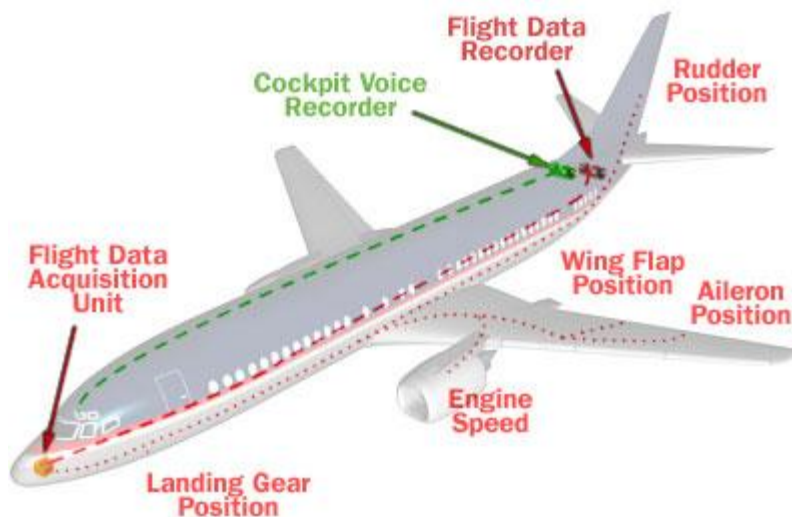 Flight Data
Recorder
Rudder
Position
Cockpit Voice
Recorder
Flight Data
Acquisition
Unit
Wing Flap
Position
Aileron
Position
Engine
Speed
Landing Gear
Position